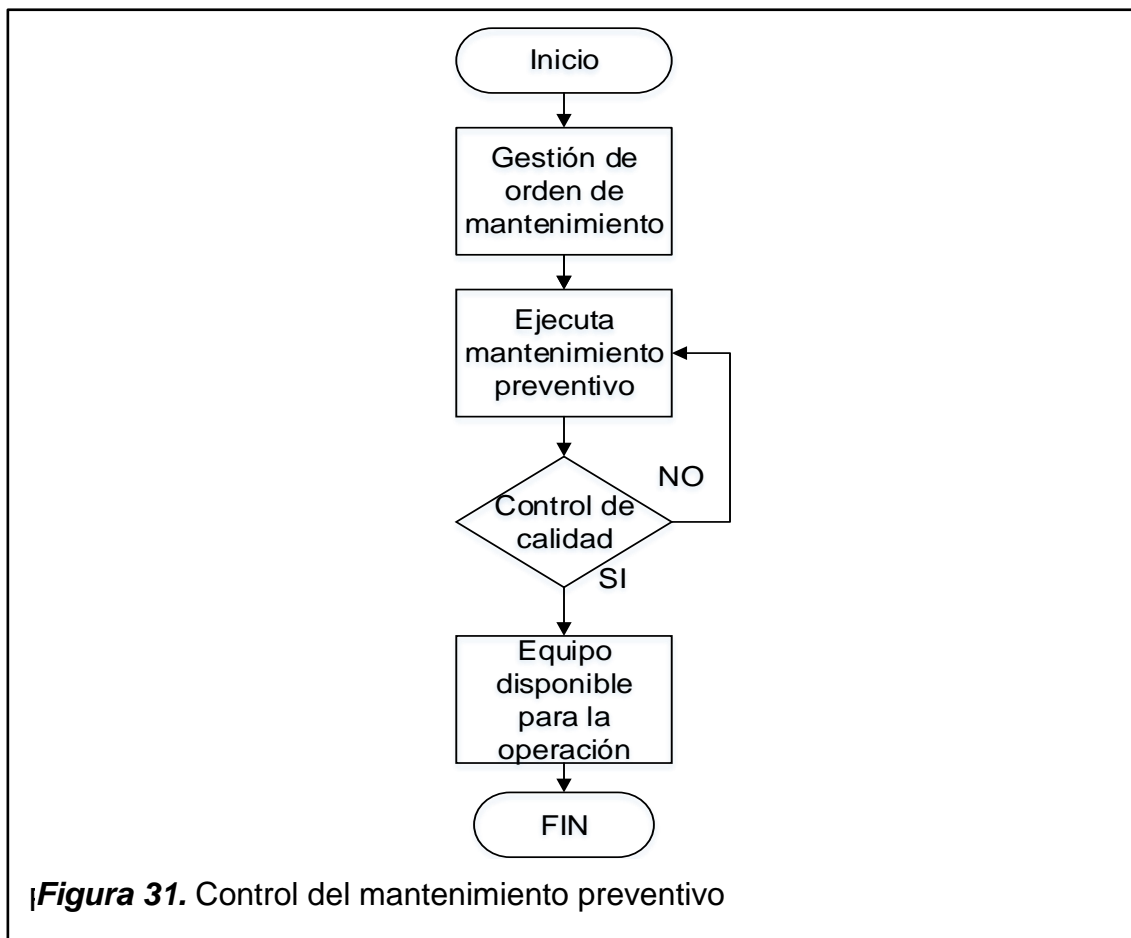 Inicio
Gestión de
orden de
mantenimiento
Ejecuta
mantenimiento
preventivo
NO
Control de
calidad
SI
Equipo
disponible
para la
operación
FIN
Figura 31. Control del mantenimiento preventivo